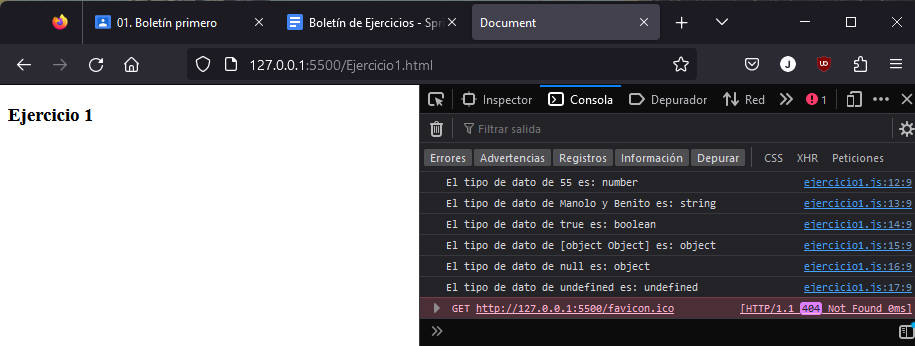 01. Boletín primero
Boletín de Ejercicios - Spri
Document
127.0.0.1:5500/Ejercicio1.html
J
UD
Ejercicio 1
Inspector Consola Depurador Red 1
Filtrar salida
Errores Advertencias Registros Información Depurar CSS XHR Peticiones
El tipo de dato de 55 es: number ejercicio1.js:12:9
El tipo de dato de Manolo y Benito es: string ejercicio1.js:13:9
El tipo de dato de true es: boolean ejercicio1.js:14:9
El tipo de dato de [object Object] es: object ejercicio1.js:15:9
El tipo de dato de null es: object ejercicio1.js:16:9
El tipo de dato de undefined es: undefined ejercicio1.js:17:9
GET http://127.0.0.1:5500/favicon.ico [HTTP/1.1 404 Not Found 0ms]